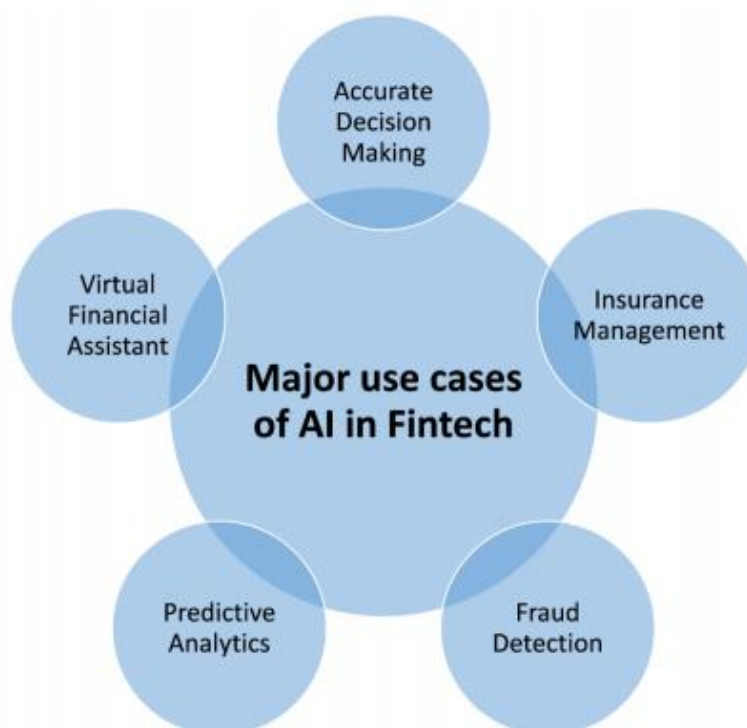 Accurate
Decision
Making
Virtual
Financial
Assistant
Insurance
Management
Major use cases
of AI in Fintech
Predictive
Analytics
Fraud
Detection